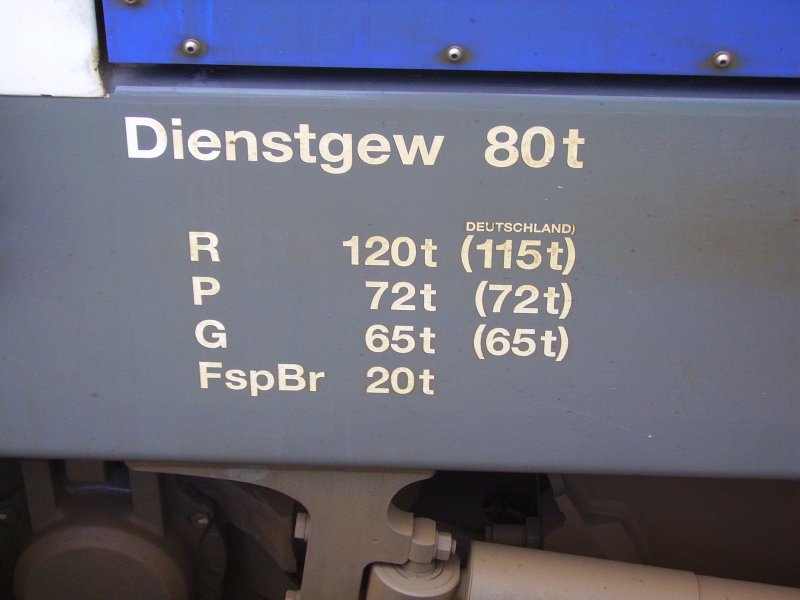 Dienstgew 80t
DEUTSCHLAND)
R 120t (115t)
P 72t (72t)
G 65t (65t)
FspBr 20t